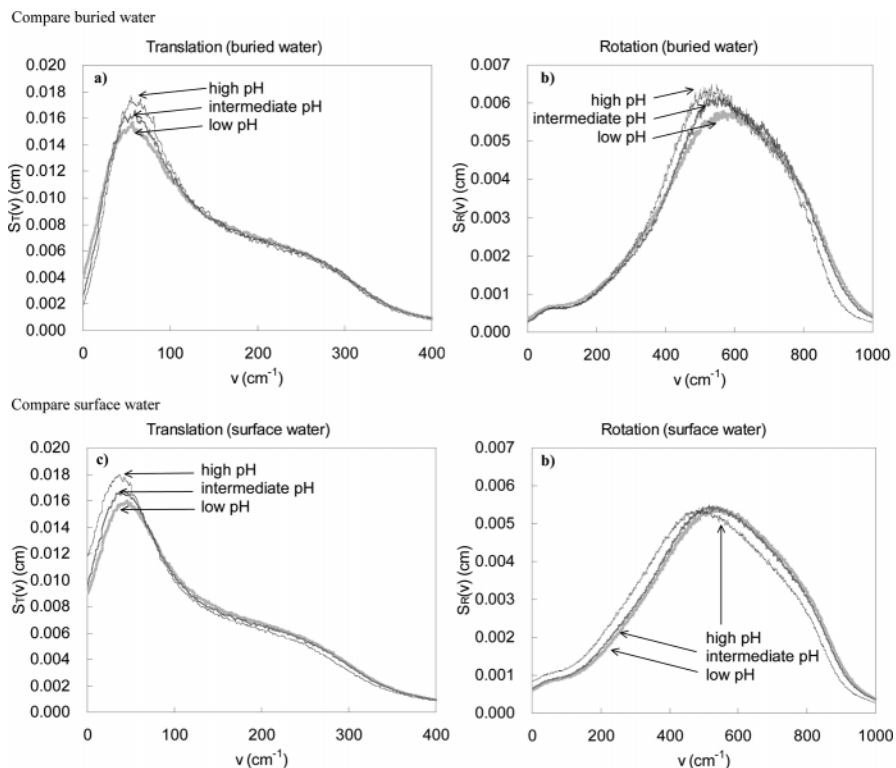 Compare buried water
Translation (buried water)
a)
0.020
0.018
0.016
0.014
0.012
0.010
0.008
0.006
0.004
0.002
0.000
S_T(v) (cm)
high pH
intermediate pH
low pH
0 100 200 300 400
v (cm⁻¹)
Rotation (buried water)
b)
0.007
0.006
0.005
0.004
0.003
0.002
0.001
0.000
S_R(v) (cm)
high pH
intermediate pH
low pH
0 200 400 600 800 1000
v (cm⁻¹)
Compare surface water
Translation (surface water)
c)
0.020
0.018
0.016
0.014
0.012
0.010
0.008
0.006
0.004
0.002
0.000
S_T(v) (cm)
high pH
intermediate pH
low pH
0 100 200 300 400
v (cm⁻¹)
Rotation (surface water)
b)
0.007
0.006
0.005
0.004
0.003
0.002
0.001
0.000
S_R(v) (cm)
high pH
intermediate pH
low pH
0 200 400 600 800 1000
v (cm⁻¹)